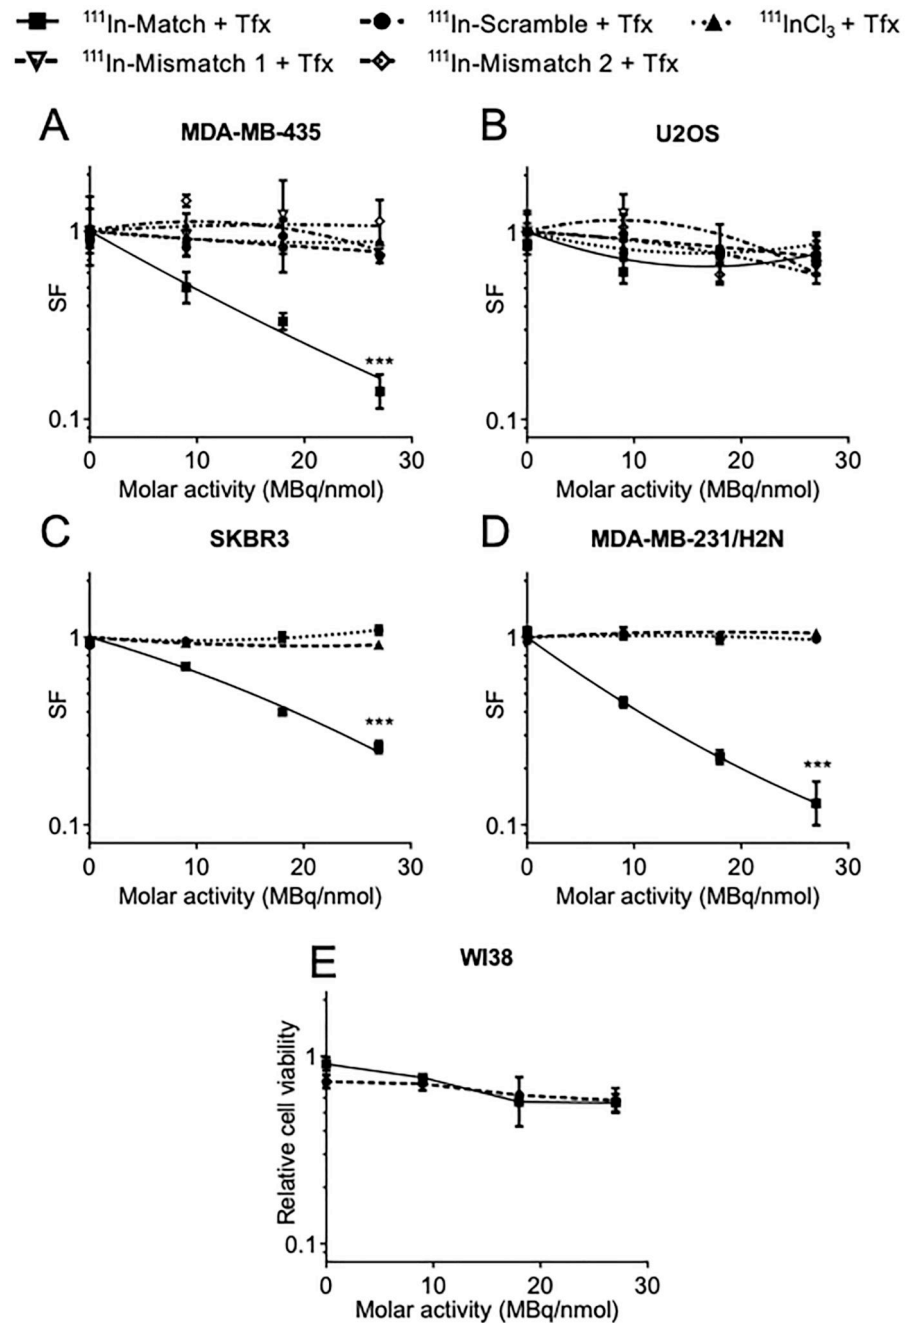 ¹¹¹In-Match + Tfx ¹¹¹In-Scramble + Tfx ¹¹¹InCl₃ + Tfx
¹¹¹In-Mismatch 1 + Tfx ¹¹¹In-Mismatch 2 + Tfx
A MDA-MB-435
SF
1
0.1
***
0 10 20 30
Molar activity (MBq/nmol)
B U2OS
SF
1
0.1
0 10 20 30
Molar activity (MBq/nmol)
C SKBR3
SF
1
0.1
***
0 10 20 30
Molar activity (MBq/nmol)
D MDA-MB-231/H2N
SF
1
0.1
***
0 10 20 30
Molar activity (MBq/nmol)
E WI38
Relative cell viability
1
0.1
0 10 20 30
Molar activity (MBq/nmol)